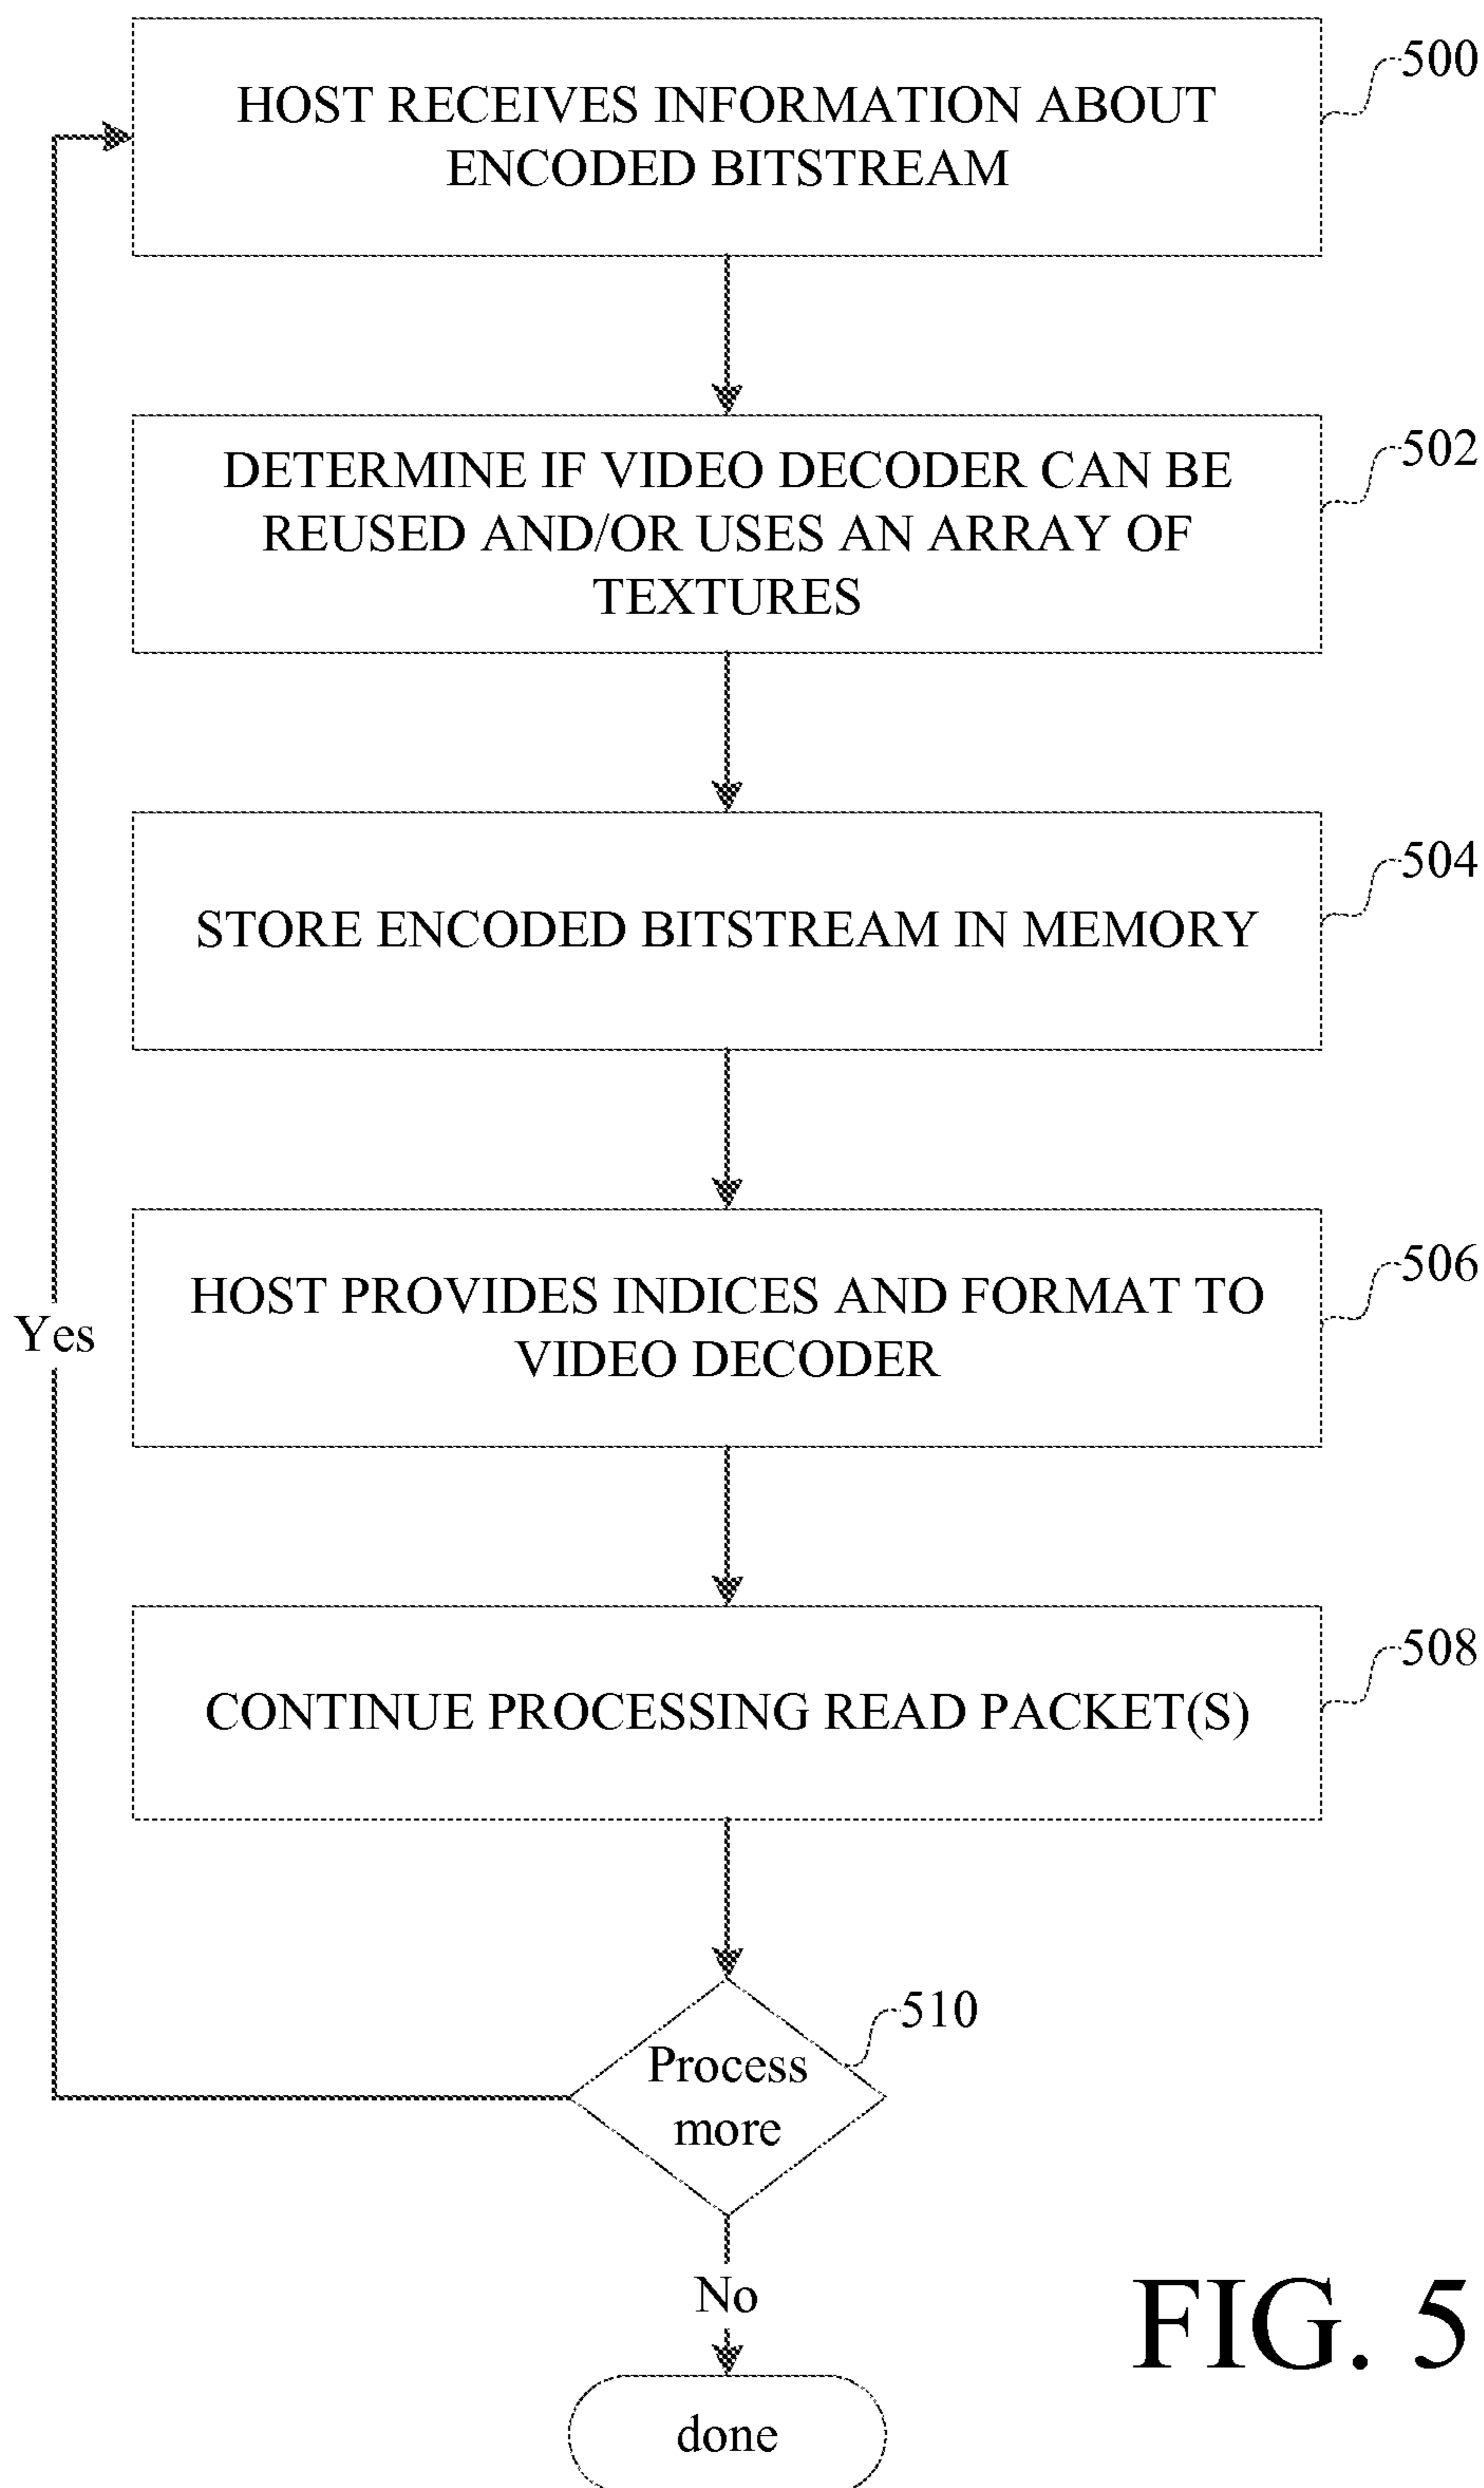 HOST RECEIVES INFORMATION ABOUT
ENCODED BITSTREAM
500
DETERMINE IF VIDEO DECODER CAN BE
REUSED AND/OR USES AN ARRAY OF
TEXTURES
502
STORE ENCODED BITSTREAM IN MEMORY
504
HOST PROVIDES INDICES AND FORMAT TO
VIDEO DECODER
506
Yes
CONTINUE PROCESSING READ PACKET(S)
508
Process
more
510
No
done
FIG. 5